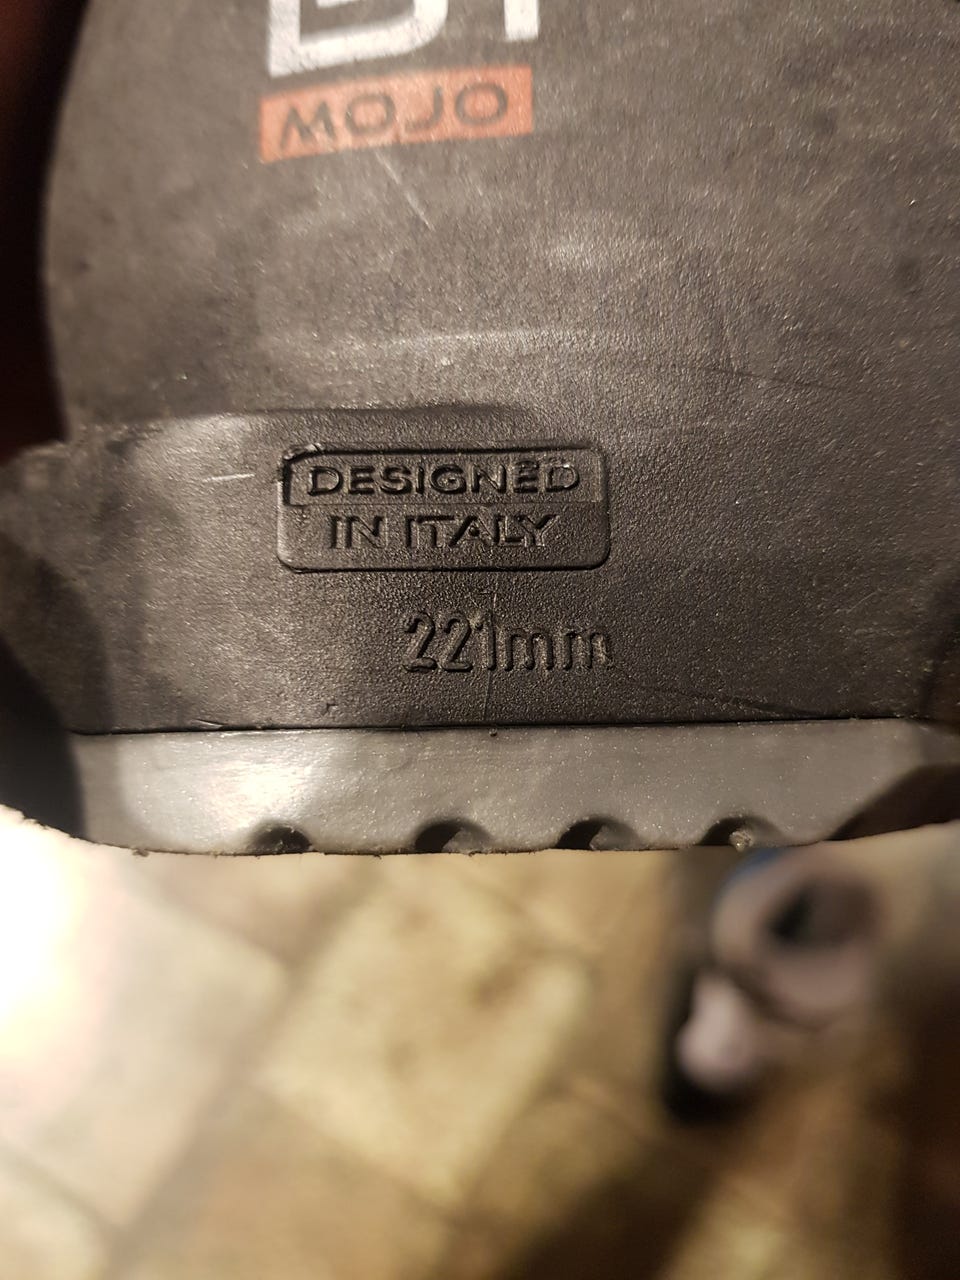 MOJO
DESIGNED
IN ITALY
221mm